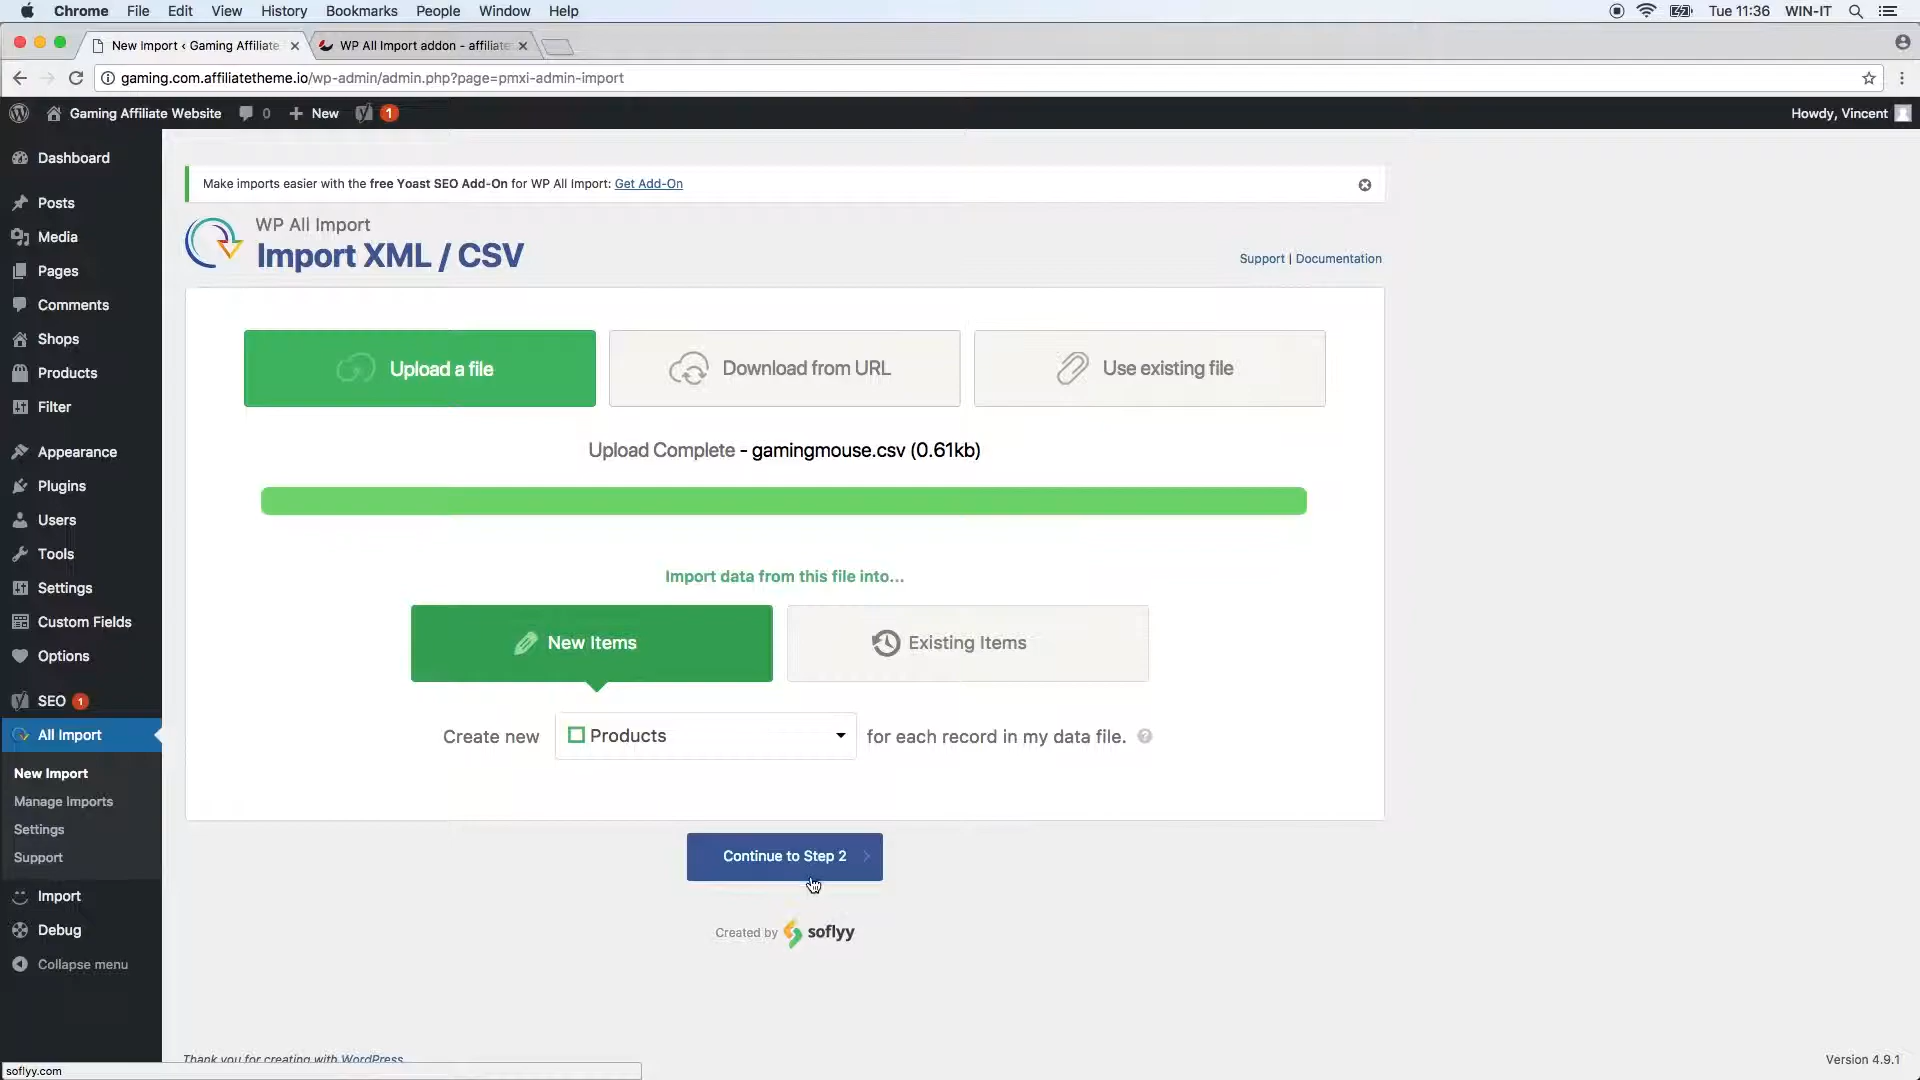 Chrome File Edit View History Bookmarks People Window Help Tue 11:36 WIN-IT
New Import ‹ Gaming Affiliate WP All Import addon - affiliate
gaming.com.affiliatetheme.io/wp-admin/admin.php?page=pmxi-admin-import
Gaming Affiliate Website 0 New 1 Howdy, Vincent
Dashboard
Posts
Media
Pages
Comments
Shops
Products
Filter
Appearance
Plugins
Users
Tools
Settings
Custom Fields
Options
SEO 1
All Import
New Import
Manage Imports
Settings
Support
Import
Debug
Collapse menu
Make imports easier with the free Yoast SEO Add-On for WP All Import: Get Add-On
WP All Import
Import XML / CSV
Support | Documentation
Upload a file Download from URL Use existing file
Upload Complete - gamingmouse.csv (0.61kb)
Import data from this file into...
New Items Existing Items
Create new Products for each record in my data file. ?
Continue to Step 2
Created by soflyy
Thank you for creating with WordPress
Version 4.9.1
soflyy.com